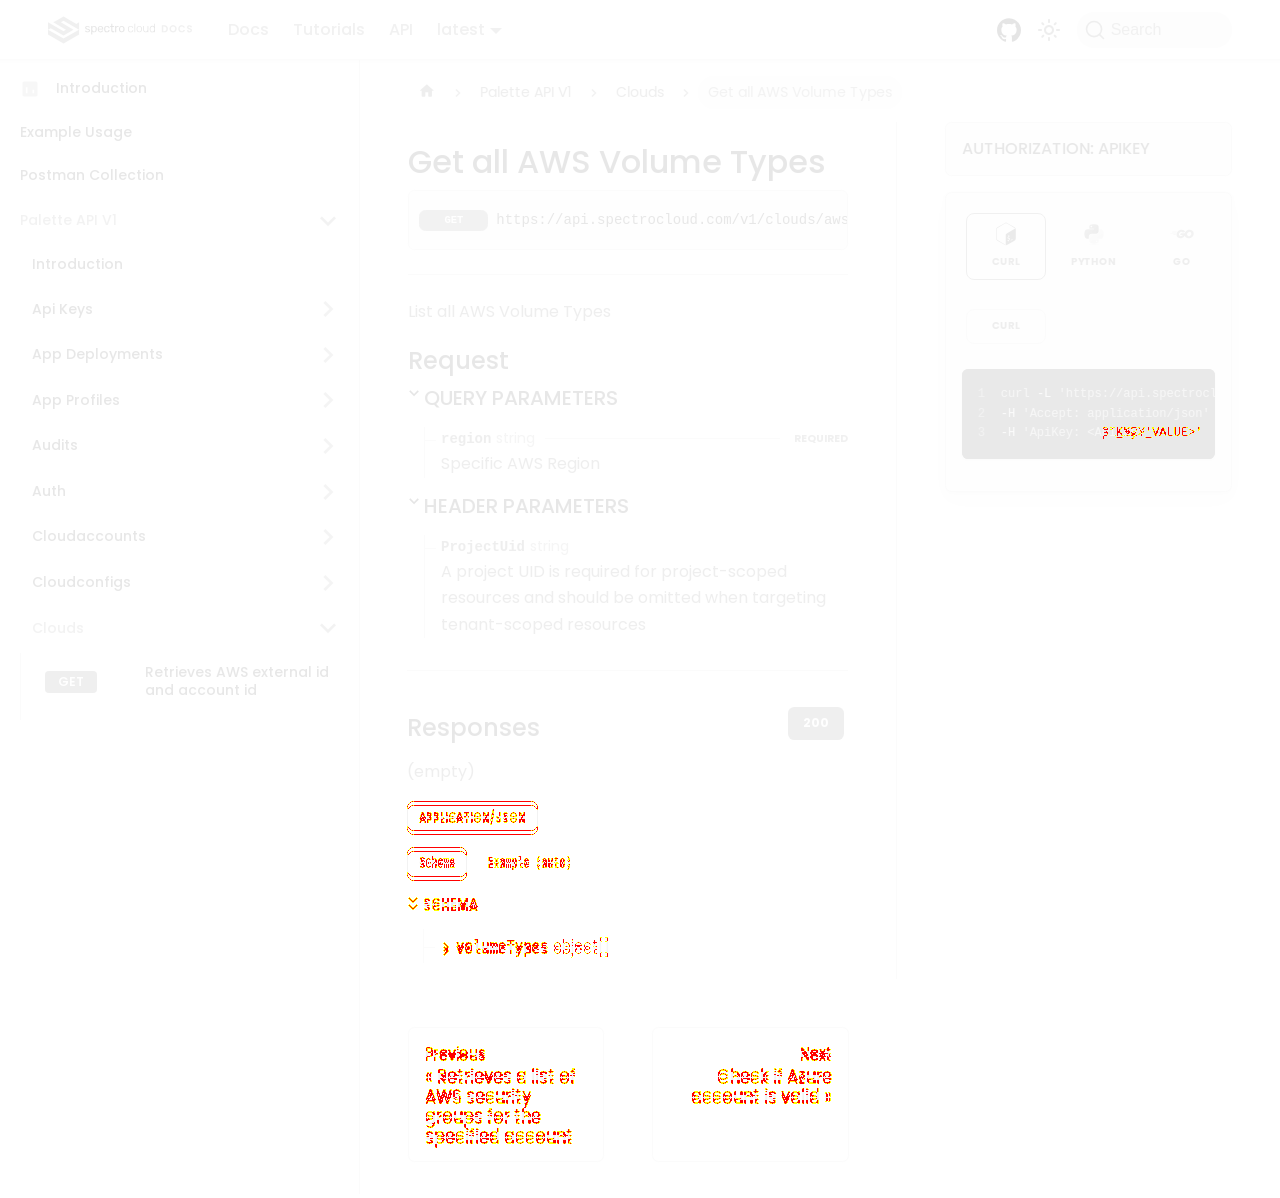 spectro cloud DOCS
Docs Tutorials API latest
Search
Introduction
Example Usage
Postman Collection
Palette API V1
Introduction
Api Keys
App Deployments
App Profiles
Audits
Auth
Cloudaccounts
Cloudconfigs
Clouds
GET Retrieves AWS external id
and account id
Palette API V1 > Clouds > Get all AWS Volume Types
Get all AWS Volume Types
GET https://api.spectrocloud.com/v1/clouds/aws
List all AWS Volume Types
Request
QUERY PARAMETERS
region string REQUIRED
Specific AWS Region
HEADER PARAMETERS
ProjectUid string
A project UID is required for project-scoped
resources and should be omitted when targeting
tenant-scoped resources
Responses
200
(empty)
APPLICATION/JSON
Schema Example (auto)
SCHEMA
volumeTypes object[]
Previous
« Retrieves a list of
AWS security
groups for the
specified account
Next
Check if Azure
account is valid »
AUTHORIZATION: APIKEY
CURL PYTHON GO
CURL
1 curl -L 'https://api.spectrocl
2 -H 'Accept: application/json'
3 -H 'ApiKey: <